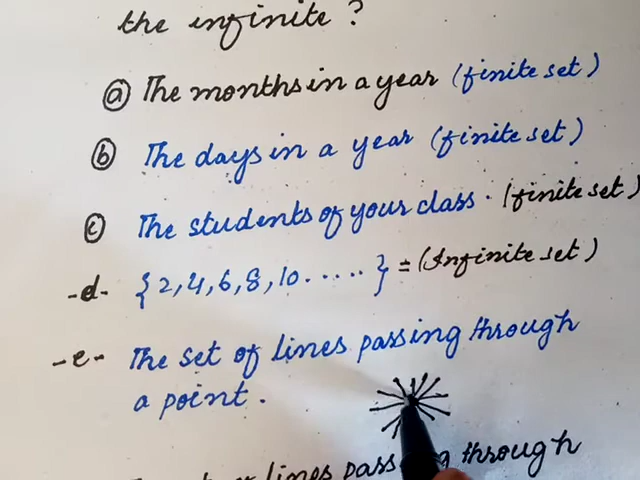 the infinite ?
(a) The months in a year (finite set)
(b) The days in a year (finite set)
(c) The students of your class. (finite set)
-d- {2,4,6,8,10.....} = (Infinite set)
-e- The set of lines passing through
a point.
lines passing through